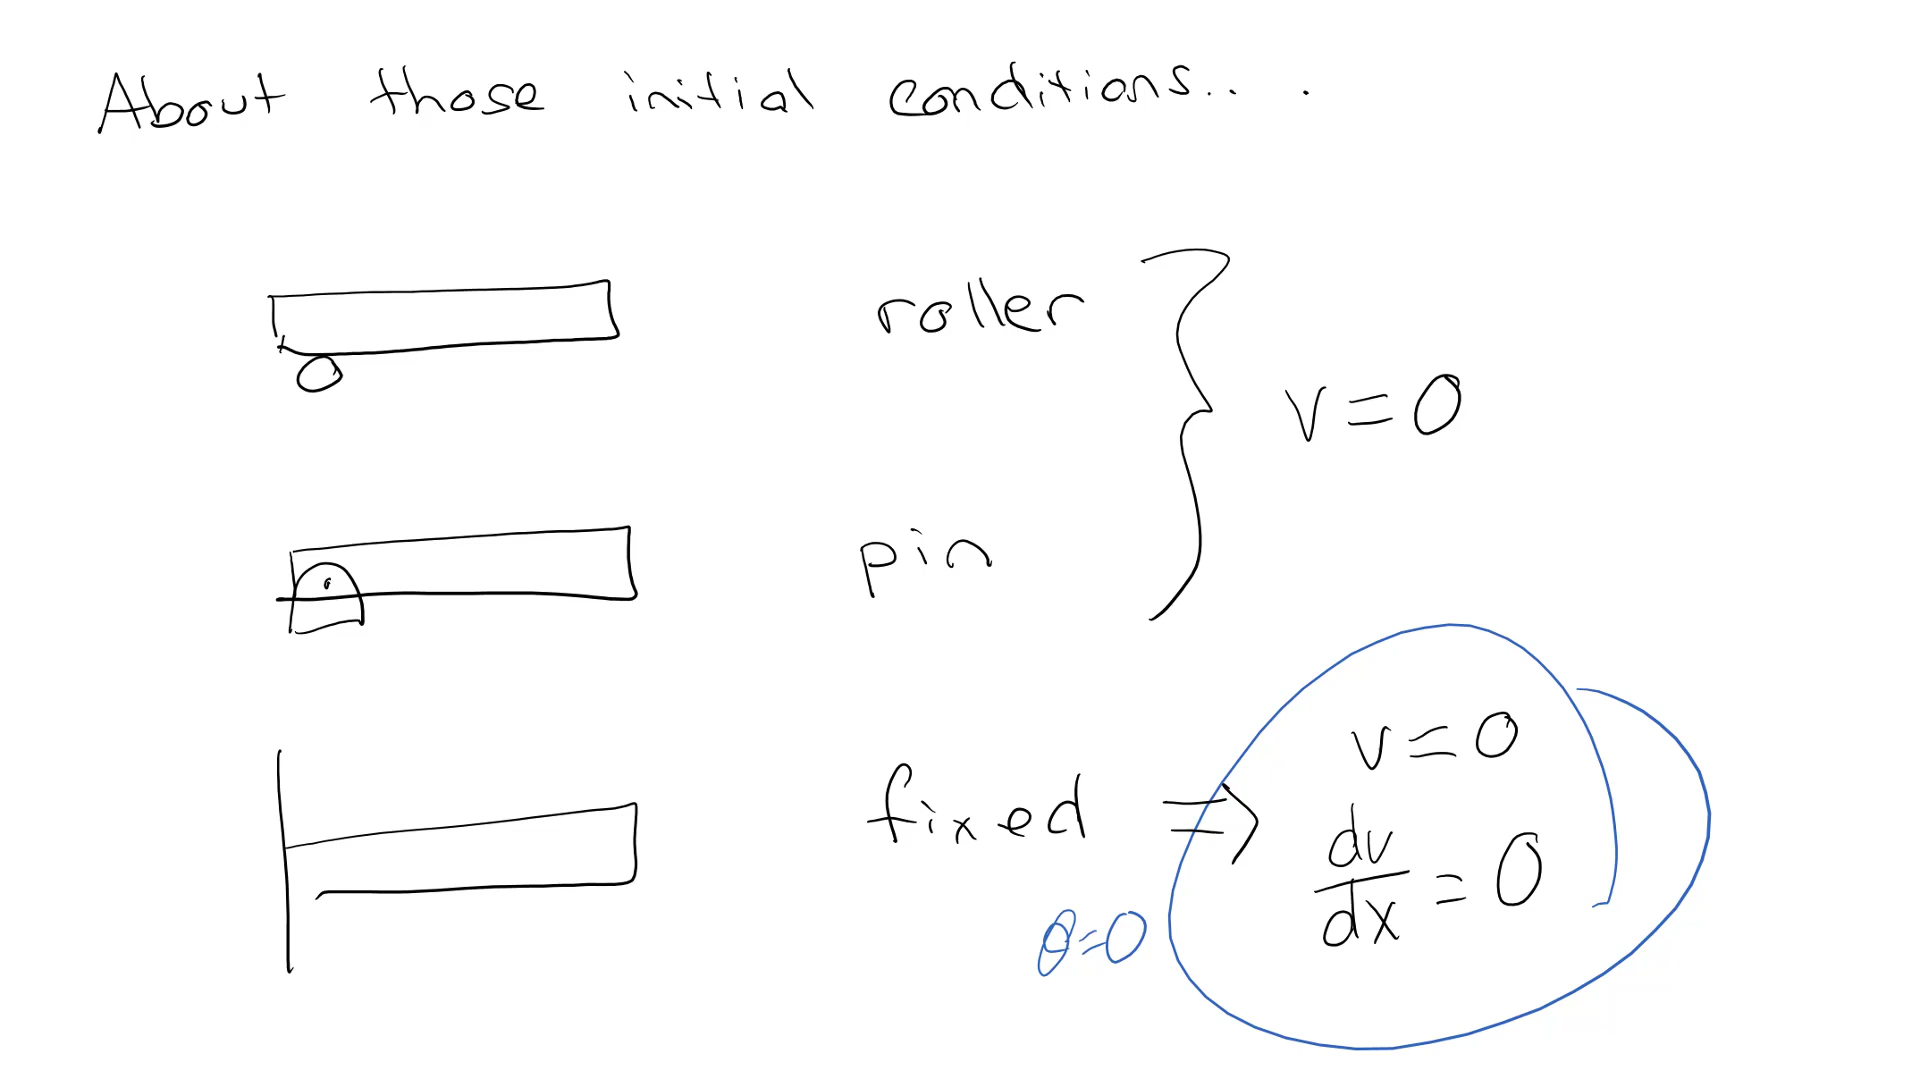 About those initial conditions...
roller
v=0
pin
v=0
fixed ⇒
dv/dx = 0
θ=0